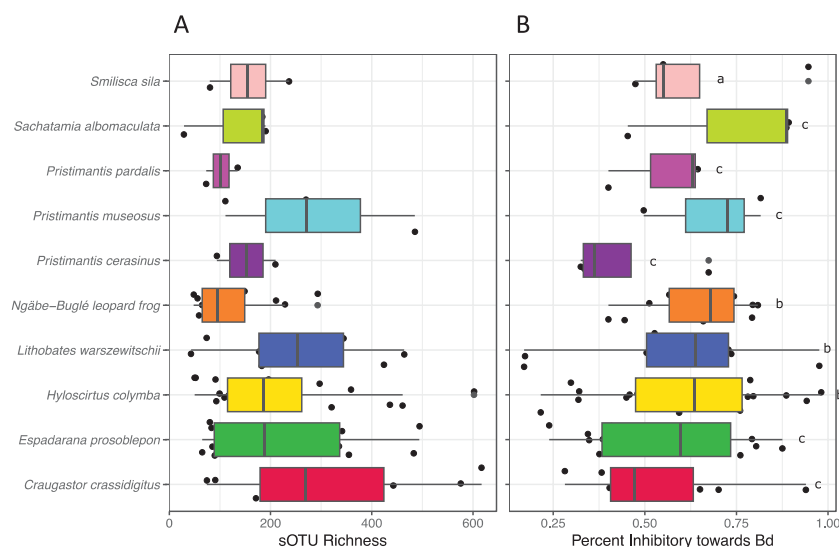 A
B
Smilisca sila
a
Sachatamia albomaculata
c
Pristimantis pardalis
c
Pristimantis museosus
c
Pristimantis cerasinus
c
Ngäbe−Buglé leopard frog
b
Lithobates warszewitschii
b
Hyloscirtus colymba
Espadarana prosoblepon
c
Craugastor crassidigitus
c
0 200 400 600
0.25 0.50 0.75 1.00
sOTU Richness
Percent Inhibitory towards Bd